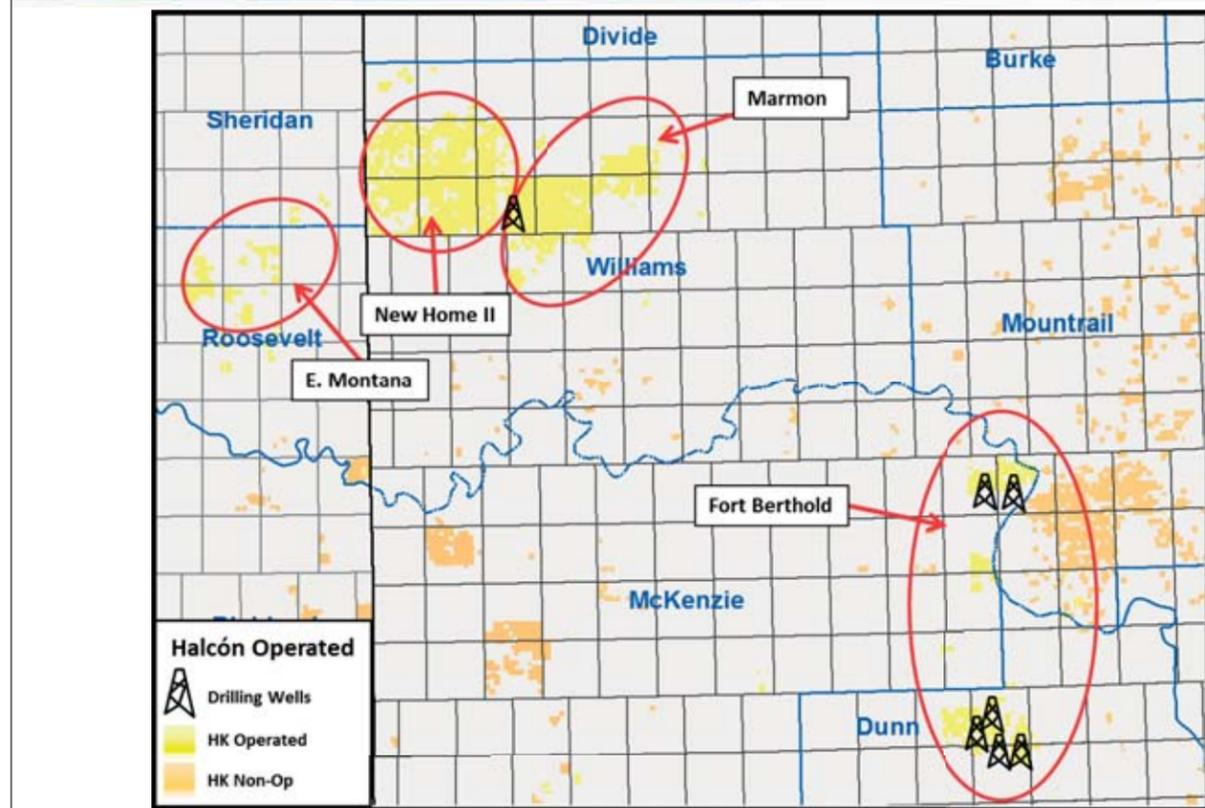 Divide
Burke
Marmon
Sheridan
Williams
New Home II
Mountrail
Roosevelt
E. Montana
Fort Berthold
McKenzie
Halcón Operated
Drilling Wells
HK Operated
HK Non-Op
Dunn